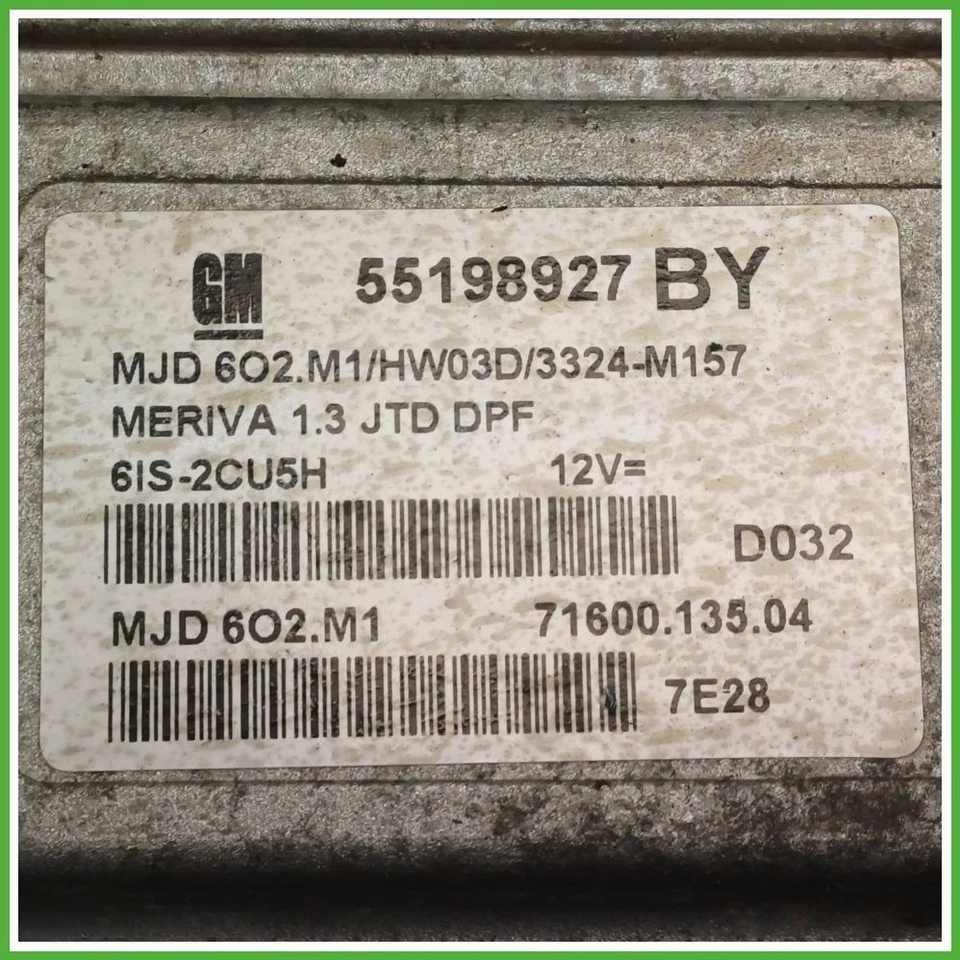 GM 55198927 BY
MJD 6O2.M1/HW03D/3324-M157
MERIVA 1.3 JTD DPF
6IS-2CU5H 12V=
D032
MJD 6O2.M1 71600.135.04
7E28